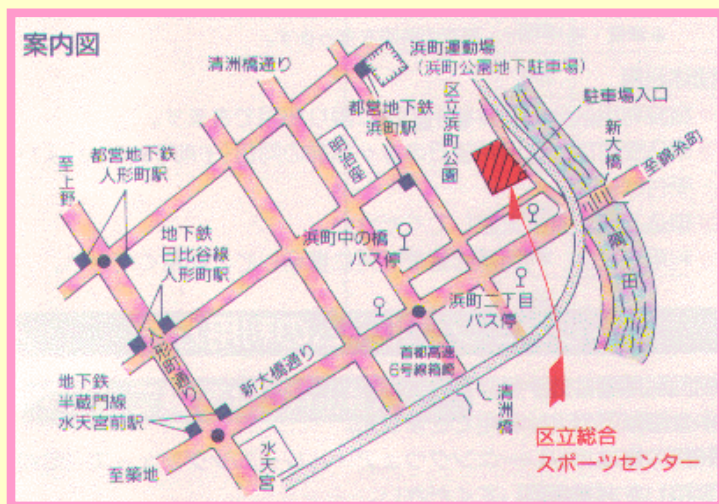 案内図
清洲橋通り
浜町運動場
(浜町公園地下駐車場)
都営地下鉄
浜町駅
区立浜町公園
駐車場入口
新大橋
至錦糸町
明治座
都営地下鉄
人形町駅
至上野
地下鉄
日比谷線
人形町駅
浜町中の橋
バス停
浜町二丁目
バス停
隅田
人形町通り
新大橋通り
首都高速
6号線箱崎
清洲橋
地下鉄
半蔵門線
水天宮前駅
水天宮
至築地
区立総合
スポーツセンター